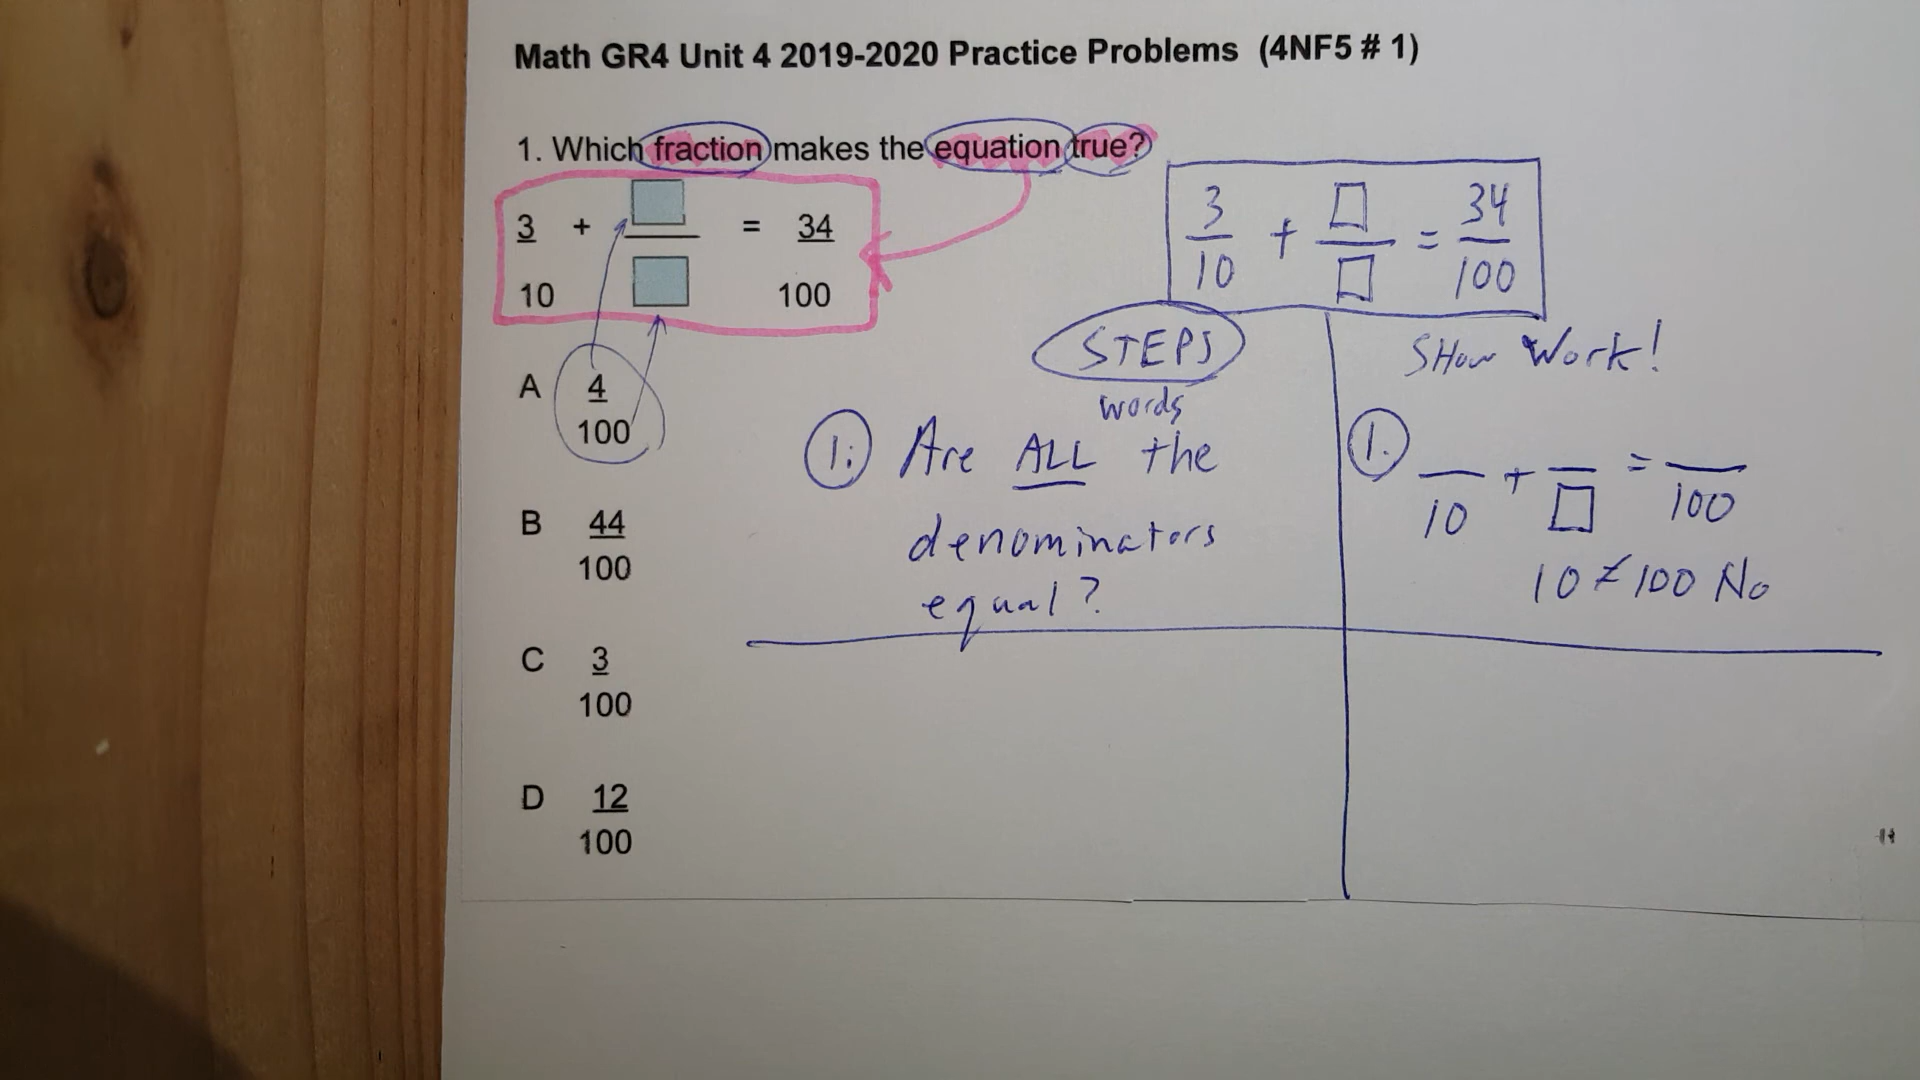 Math GR4 Unit 4 2019-2020 Practice Problems (4NF5 # 1)
1. Which fraction makes the equation true?
3 + □ = 34
10 □ 100
3 + □ = 34
10 □ 100
A 4
100
B 44
100
C 3
100
D 12
100
STEPS
words
1. Are ALL the
denominators
equal?
SHow Work!
1. + =
10 □ 100
10 ≠ 100 No